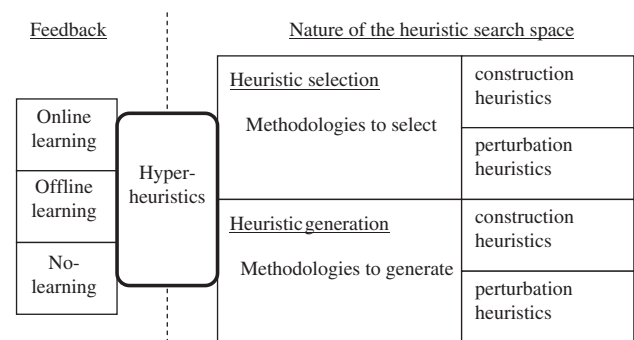 Feedback
Nature of the heuristic search space
Online
learning
Offline
learning
No-
learning
Hyper-
heuristics
Heuristic selection
Methodologies to select
construction
heuristics
perturbation
heuristics
Heuristic generation
Methodologies to generate
construction
heuristics
perturbation
heuristics